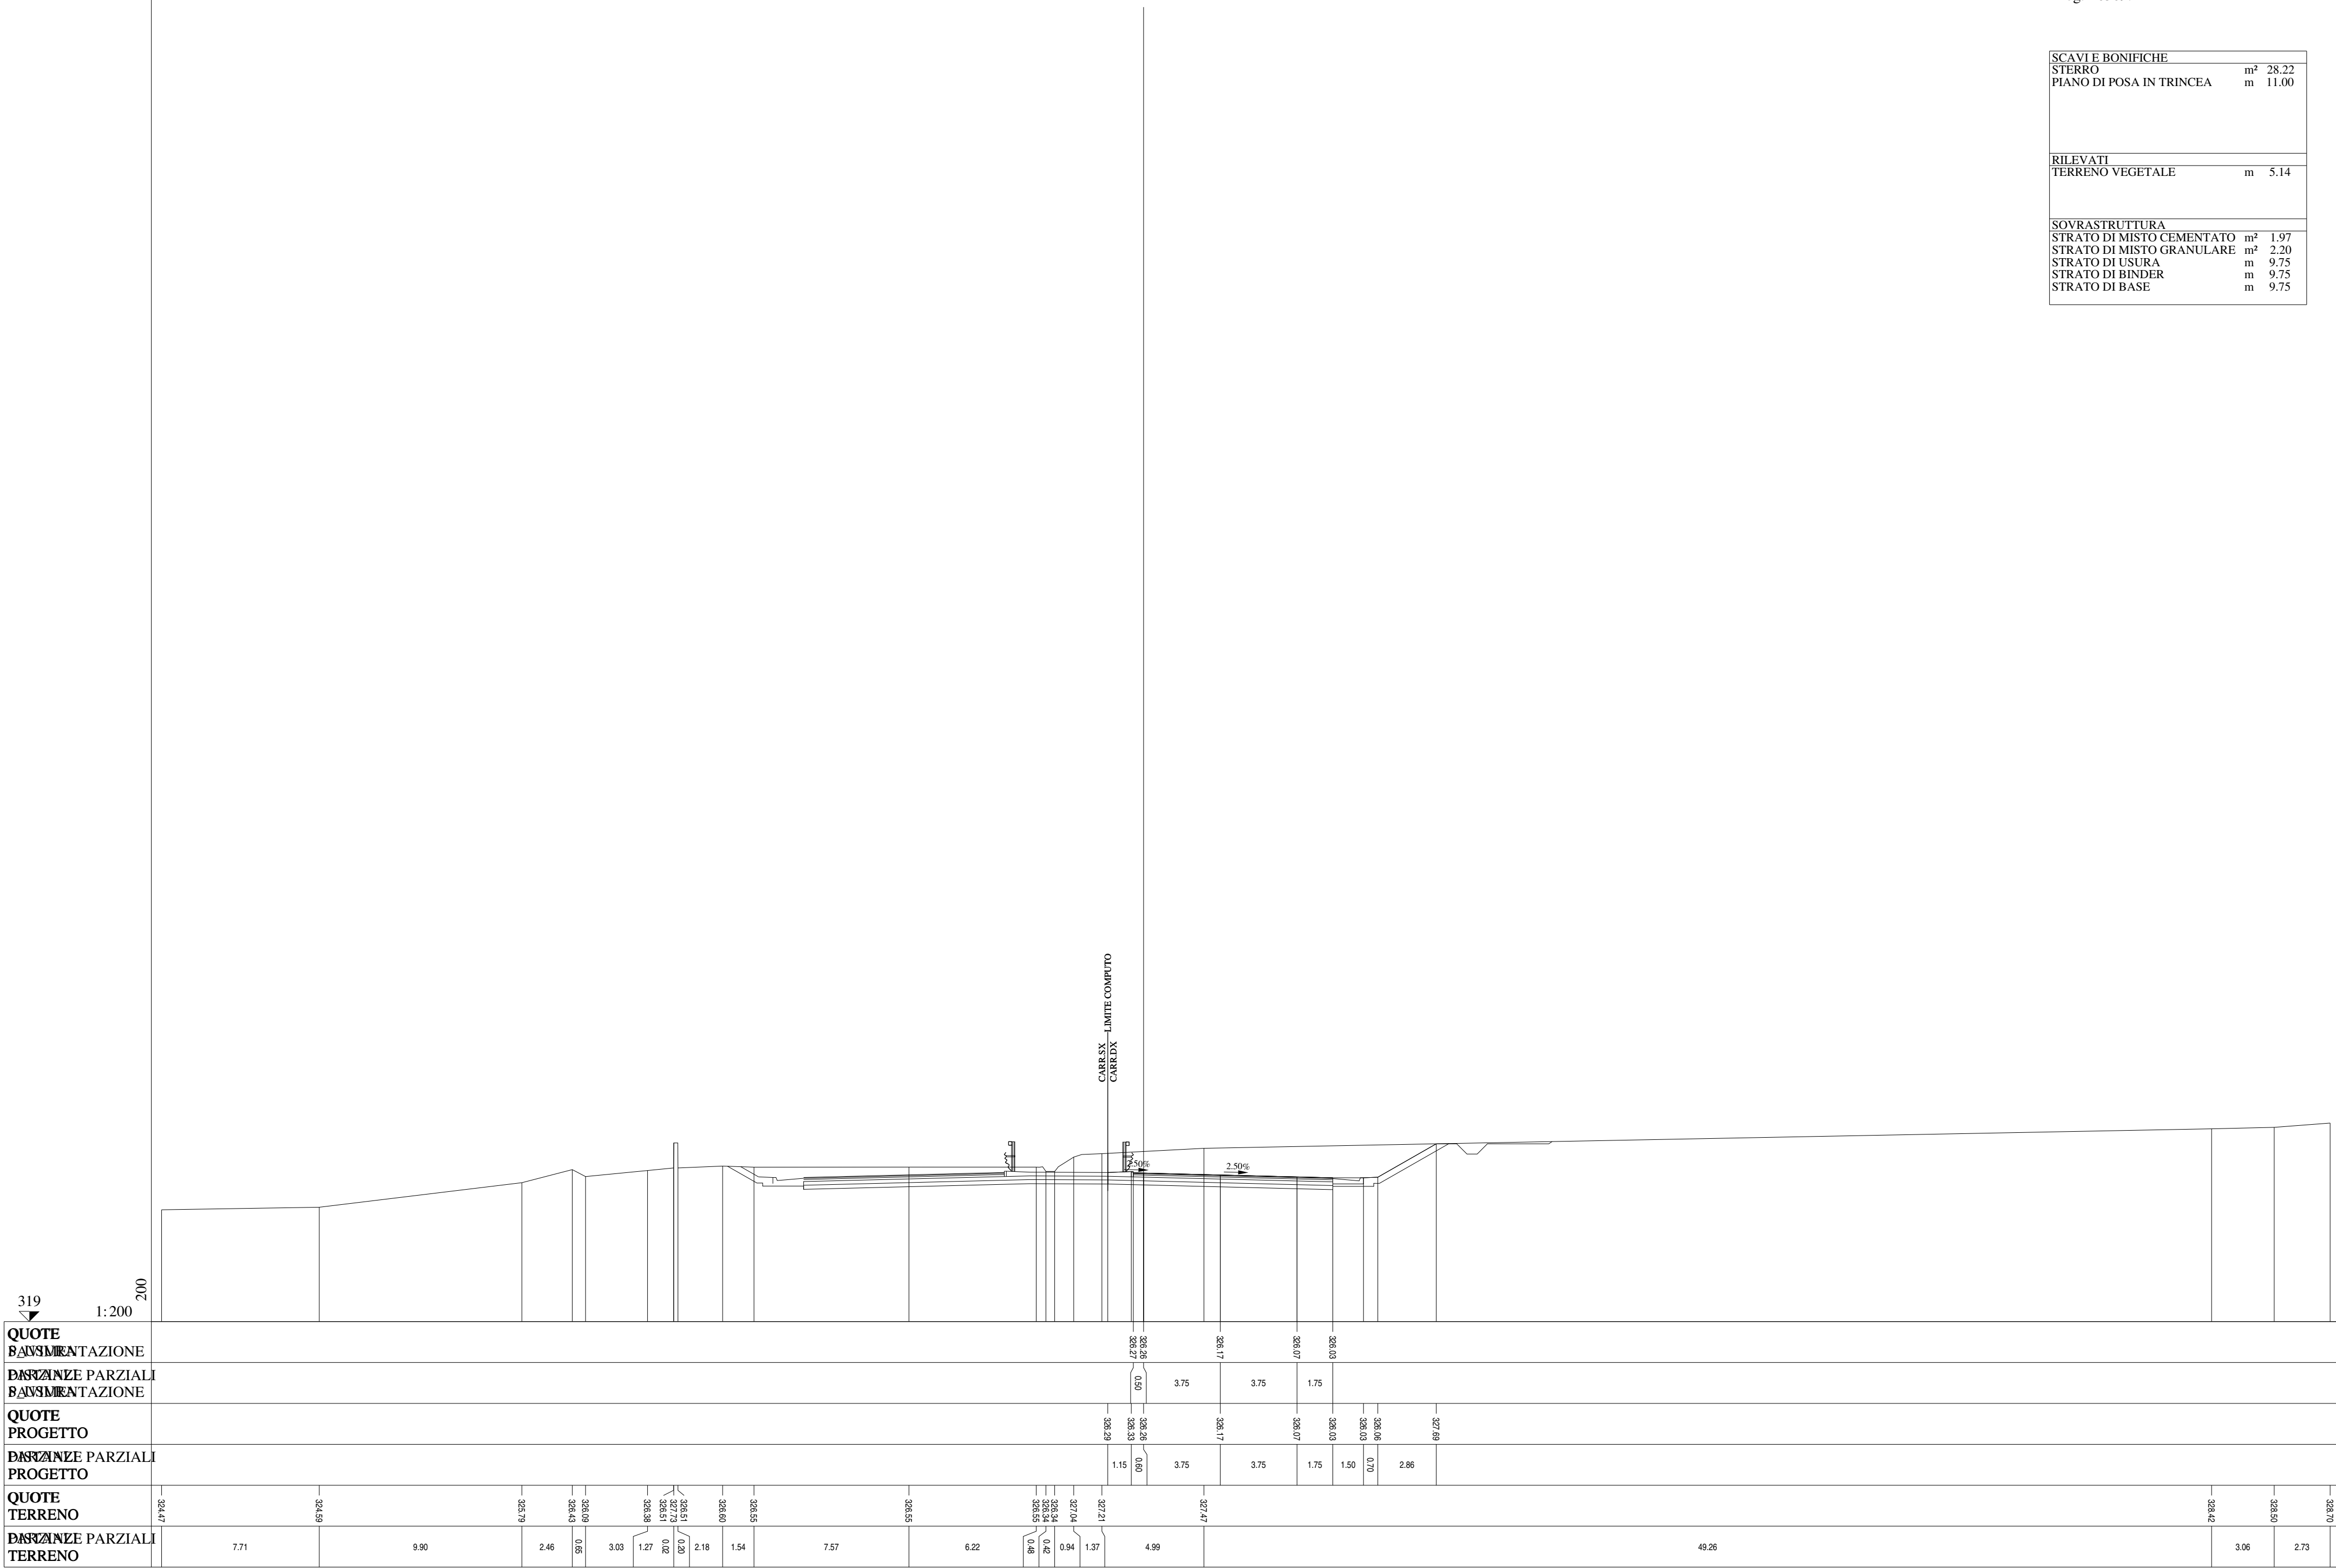 SCAVI E BONIFICHE
STERRO m² 28.22
PIANO DI POSA IN TRINCEA m 11.00
RILEVATI
TERRENO VEGETALE m 5.14
SOVRASTRUTTURA
STRATO DI MISTO CEMENTATO m² 1.97
STRATO DI MISTO GRANULARE m² 2.20
STRATO DI USURA m 9.75
STRATO DI BINDER m 9.75
STRATO DI BASE m 9.75
LIMITE COMPUTO
CARR.SX
CARR.DX
2.50%
319
1:200
200
QUOTE
326.27 326.26 326.17 326.07 326.03
PARZIALI
0.50 3.75 3.75 1.75
QUOTE
PROGETTO
326.29 326.33 326.26 326.17 326.07 326.03 326.03 326.06 327.69
PARZIALI
PROGETTO
1.15 0.60 3.75 3.75 1.75 1.50 0.70 2.86
QUOTE
TERRENO
324.47 324.59 325.79 326.43 326.09 326.38 326.51 327.73 326.51 326.60 326.55 326.55 326.55 326.34 326.34 327.04 327.21 327.47 328.42 328.50 328.70
PARZIALI
TERRENO
7.71 9.90 2.46 0.65 3.03 1.27 0.02 0.20 2.18 1.54 7.57 6.22 0.48 0.42 0.94 1.37 4.99 49.26 3.06 2.73